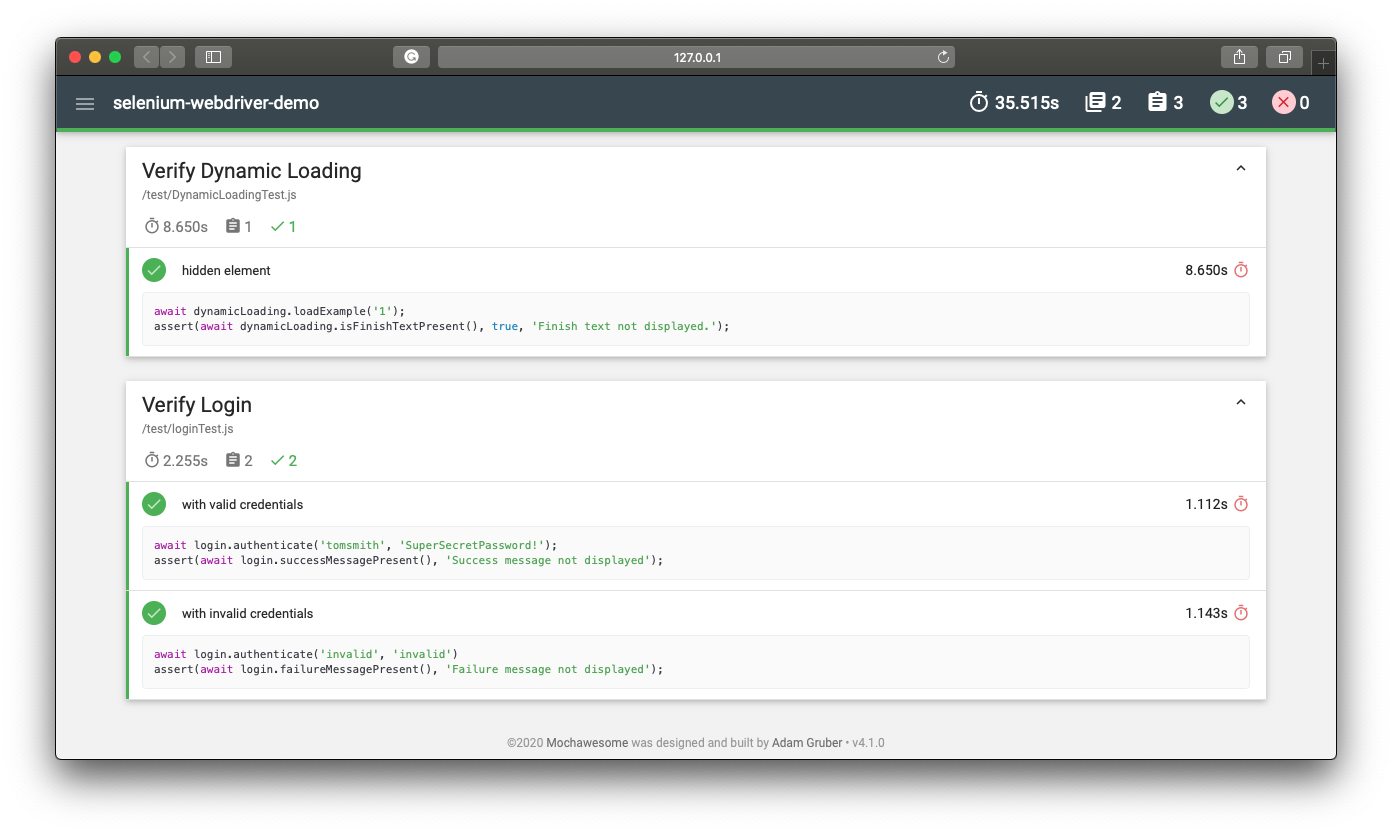 127.0.0.1
selenium-webdriver-demo
35.515s 2 3 3 0
Verify Dynamic Loading
/test/DynamicLoadingTest.js
8.650s 1 1
hidden element 8.650s
await dynamicLoading.loadExample('1');
assert(await dynamicLoading.isFinishTextPresent(), true, 'Finish text not displayed.');
Verify Login
/test/loginTest.js
2.255s 2 2
with valid credentials 1.112s
await login.authenticate('tomsmith', 'SuperSecretPassword!');
assert(await login.successMessagePresent(), 'Success message not displayed');
with invalid credentials 1.143s
await login.authenticate('invalid', 'invalid')
assert(await login.failureMessagePresent(), 'Failure message not displayed');
©2020 Mochawesome was designed and built by Adam Gruber • v4.1.0